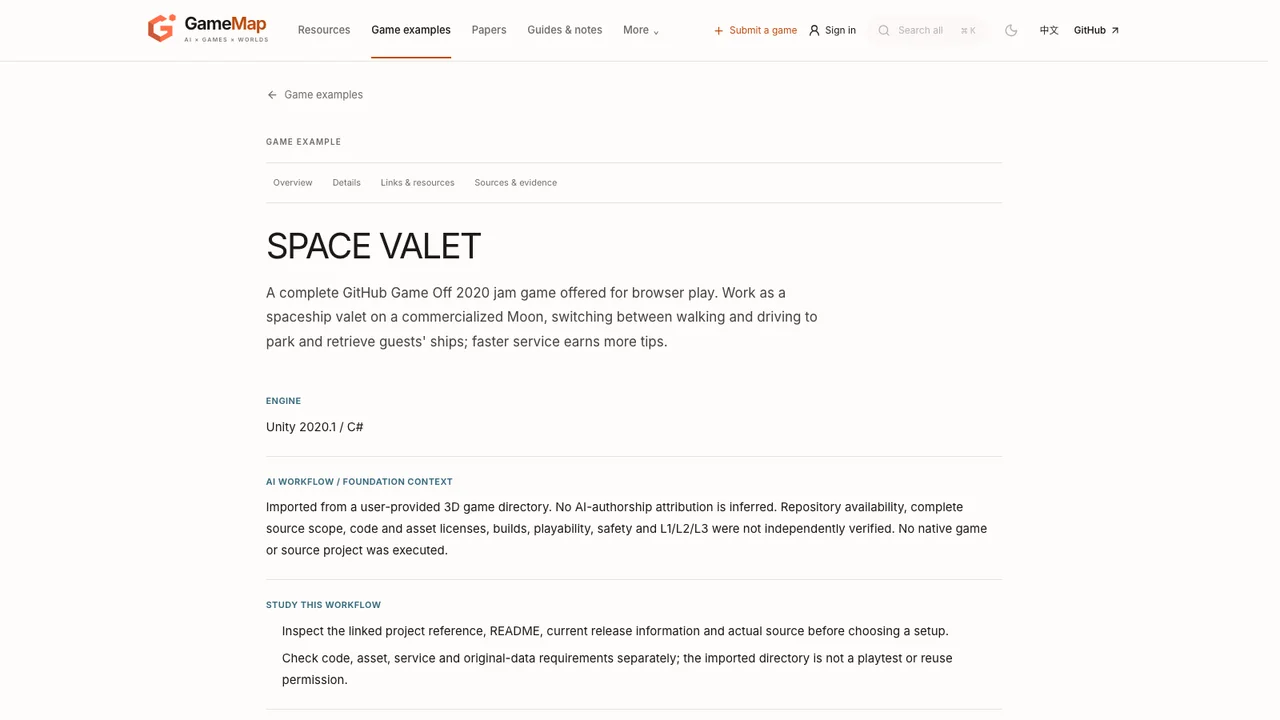 GameMap
AI × GAMES × WORLDS
Resources
Game examples
Papers
Guides & notes
More
Submit a game
Sign in
Search all
⌘ K
中文
GitHub
Game examples
GAME EXAMPLE
Overview
Details
Links & resources
Sources & evidence
SPACE VALET
A complete GitHub Game Off 2020 jam game offered for browser play. Work as a
spaceship valet on a commercialized Moon, switching between walking and driving to
park and retrieve guests' ships; faster service earns more tips.
ENGINE
Unity 2020.1 / C#
AI WORKFLOW / FOUNDATION CONTEXT
Imported from a user-provided 3D game directory. No AI-authorship attribution is inferred. Repository availability, complete
source scope, code and asset licenses, builds, playability, safety and L1/L2/L3 were not independently verified. No native game
or source project was executed.
STUDY THIS WORKFLOW
Inspect the linked project reference, README, current release information and actual source before choosing a setup.
Check code, asset, service and original-data requirements separately; the imported directory is not a playtest or reuse
permission.